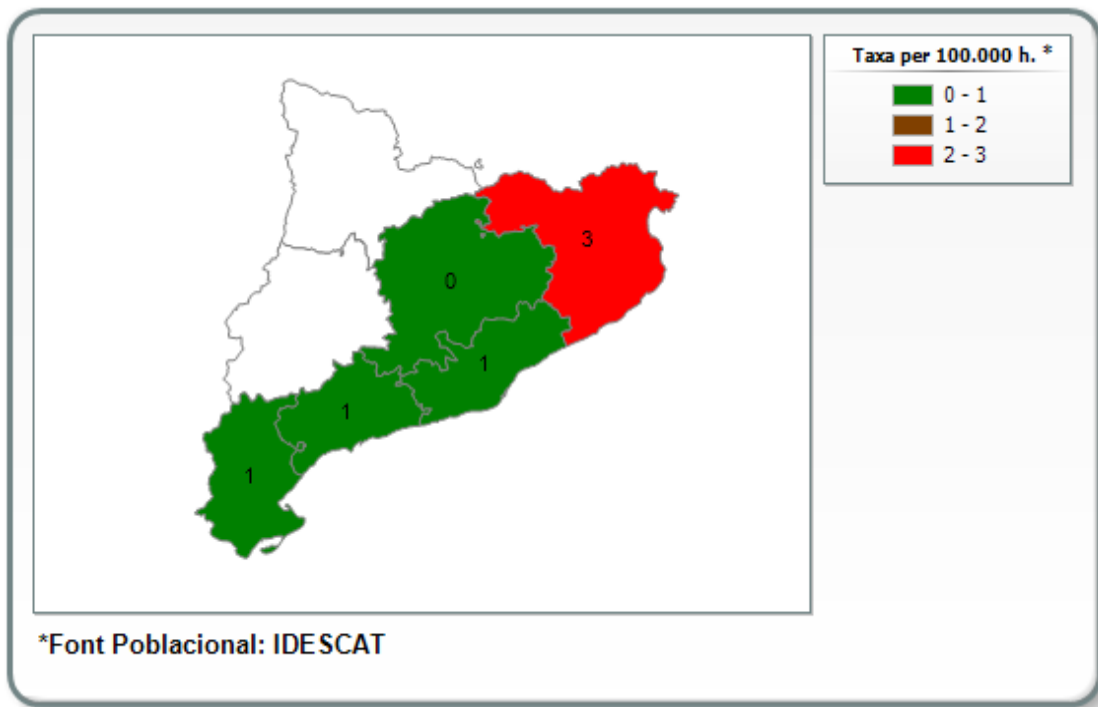 Taxa per 100.000 h. *
0 - 1
1 - 2
2 - 3
3
0
1
1
1
*Font Poblacional: IDESCAT